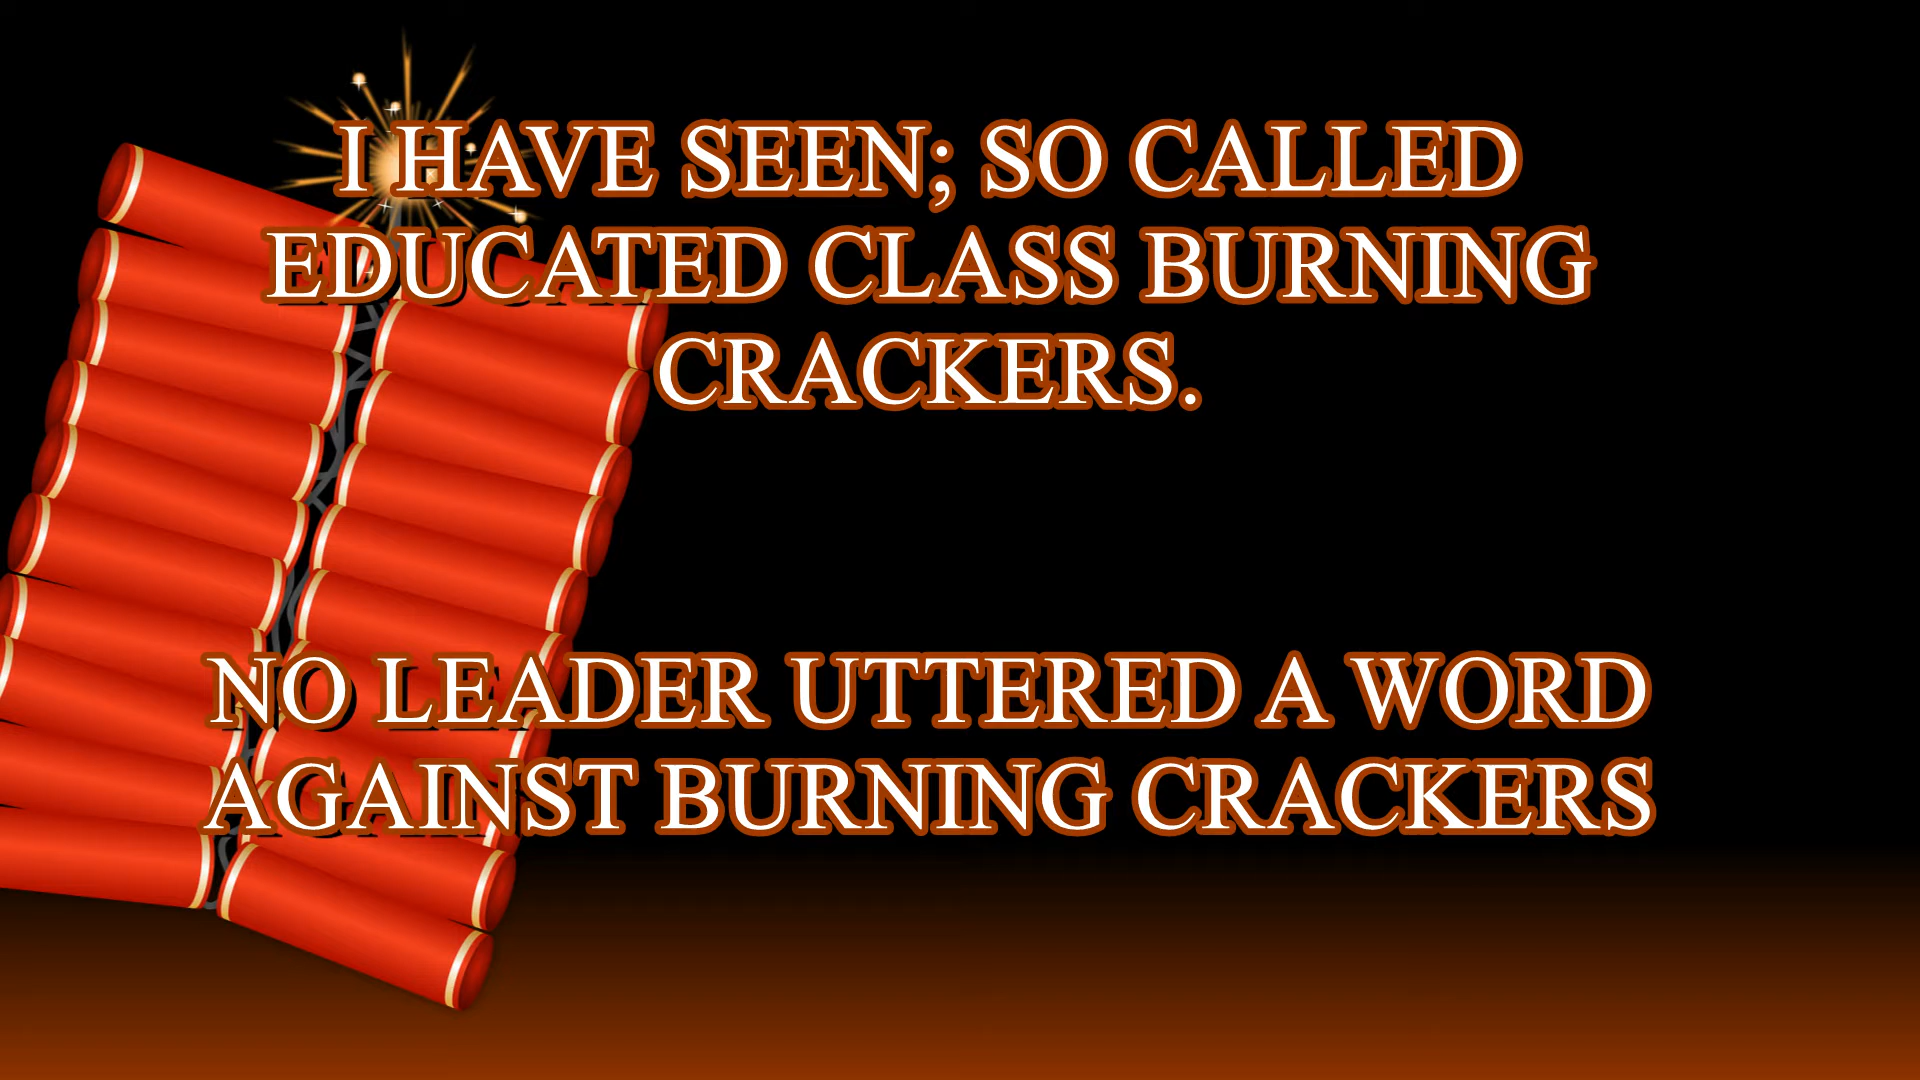 I HAVE SEEN; SO CALLED
EDUCATED CLASS BURNING
CRACKERS.
NO LEADER UTTERED A WORD
AGAINST BURNING CRACKERS